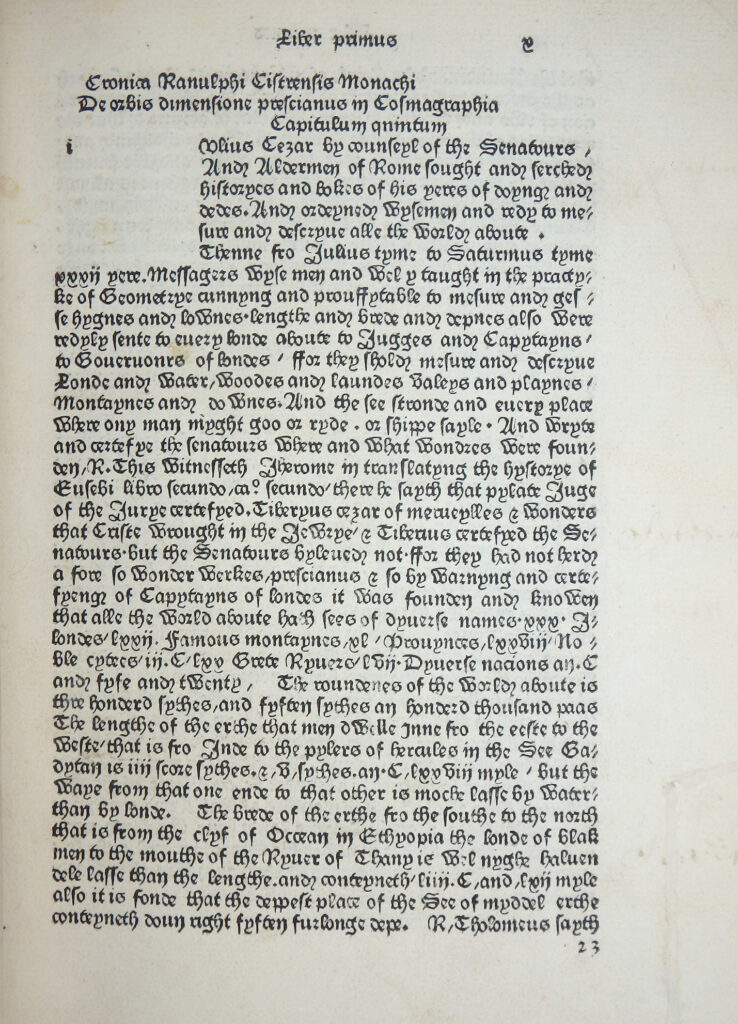 Liber primus v
Cronica Ranulphi Cistrensis Monachi
De orbis dimensione prescianus in Cosmagraphia
Capitulum qnintum
i vlius Cezar by counseyl of the Senatours /
And Aldermen of Rome sought and serched
historyes and bokes of his yeres of doyng and
dedes. And ordeyned wysemen and redy to me/
sure and descryue alle the world aboute .
Thenne fro Julius tyme to Saturnus tyme
xxxij yere. Messagers wyse men and wel y taught in the practy/
ke of Geometrye cunnyng and prouffytable to mesure and ges /
se hygnes and lownes. lengthe and brede and depnes also were
redyly sente to euery londe aboute to Jugges and Capytayns /
to Gouernours of londes / ffor they shold mesure and descryue
Londe and water / woodes and laundes valeys and playnes /
Montaynes and downes. And the see stronde and euery place
where ony man myght goo or ryde . or shippe sayle . And wryte
and certefye the senatours where and what wondres were foun/
den / R. This witnesseth Jherome in translatyng the hystorye of
Eusebi libro secundo / ca° secundo / there he sayth that pylate Juge
of the Jurye certefyed. Tiberyus cezar of merueylles & wonders
that Criste wrought in the Jewrye / & Tiberius certefyed the Se/
natours. but the Senatours byleued not. ffor they had not herd
a fore so wonder werkes / prescianus & so by warnyng and certe/
fyeng of Capytayns of londes it was founden and knowen
that alle the world aboute hath sees of dyuerse names. xxx. J/
londes / lxxij. Famous montaynes / xl / Prouynces / lxxviij / No /
ble cytees / iij. C / lxx Grete Ryuers / lvij. Dyuerse nacions an. C
and fyfe and twenty / The roundenes of the world aboute is
thre honderd sythes / and fyften sythes an honderd thousand paas
The lengthe of the erthe that men dwelle Jnne fro the eeste to the
weste / that is fro Jnde to the pylers of hercules in the See Ga/
dytan is iiij score sythes. & / v / sythes. an. C / lxxviij myle / but the
waye from that one ende to that other is moche lasse by water/
than by londe. The brede of the erthe fro the southe to the north
that is from the clyf of Occean in Ethyopia the londe of blak
men to the mouthe of the Ryuer of Thany is wel nyghe haluen
dele lasse than the lengthe. and conteyneth / liiij. C / and / lxij myle
also it is fonde that the deppest place of the See of myddel erthe
conteyneth doun right fyften furlonge depe. R / Tholomeus sayth
23